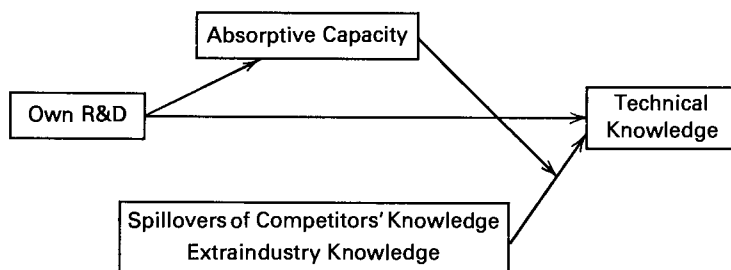 Absorptive Capacity
Own R&D
Technical
Knowledge
Spillovers of Competitors' Knowledge
Extraindustry Knowledge